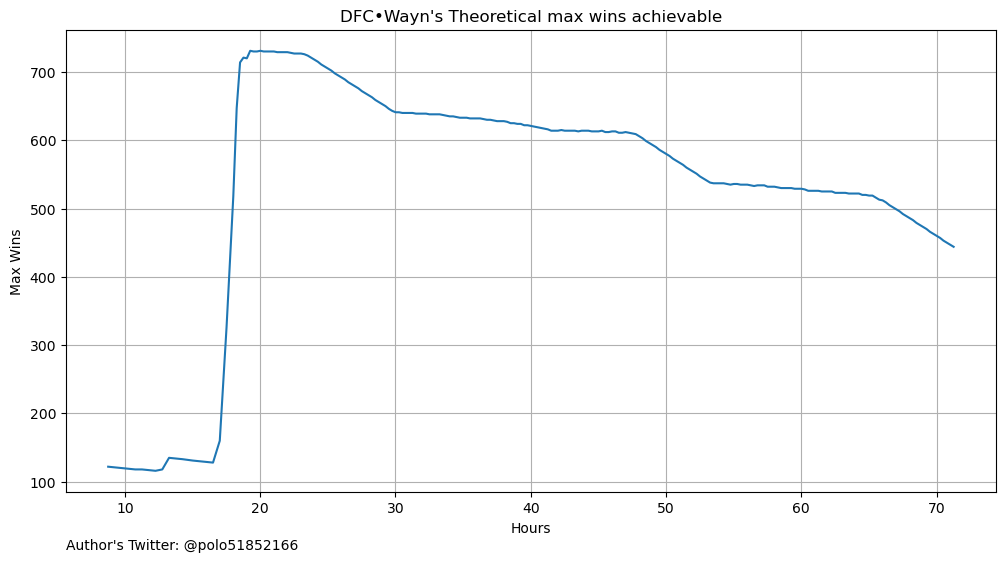 DFC•Wayn's Theoretical max wins achievable
Max Wins
700
600
500
400
300
200
100
10 20 30 40 50 60 70
Hours
Author's Twitter: @polo51852166